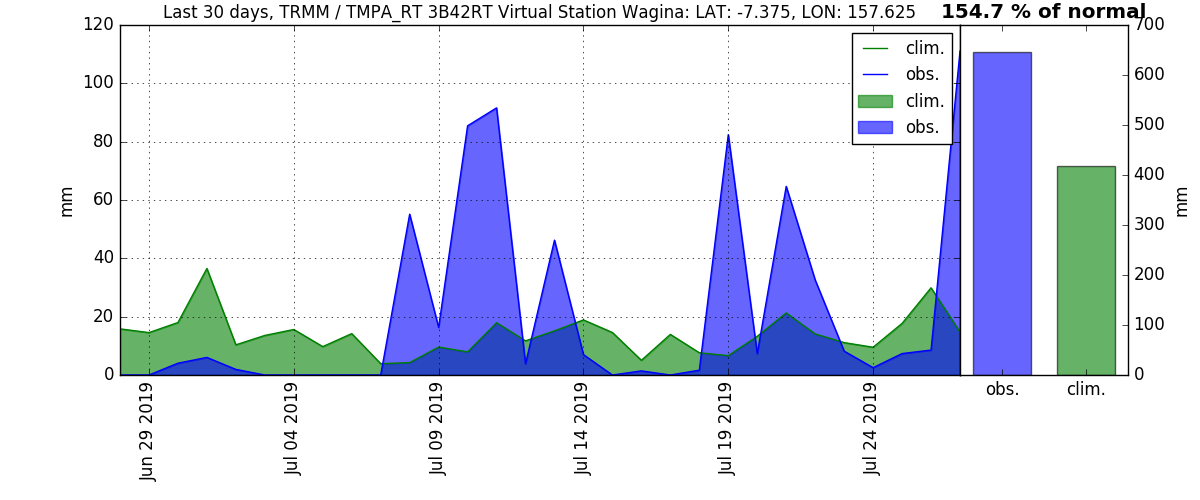 Last 30 days, TRMM / TMPA_RT 3B42RT Virtual Station Wagina: LAT: -7.375, LON: 157.625
154.7 % of normal
120
100
80
60
40
20
0
mm
clim.
obs.
clim.
obs.
Jun 29 2019
Jul 04 2019
Jul 09 2019
Jul 14 2019
Jul 19 2019
Jul 24 2019
700
600
500
400
300
200
100
0
mm
obs.
clim.